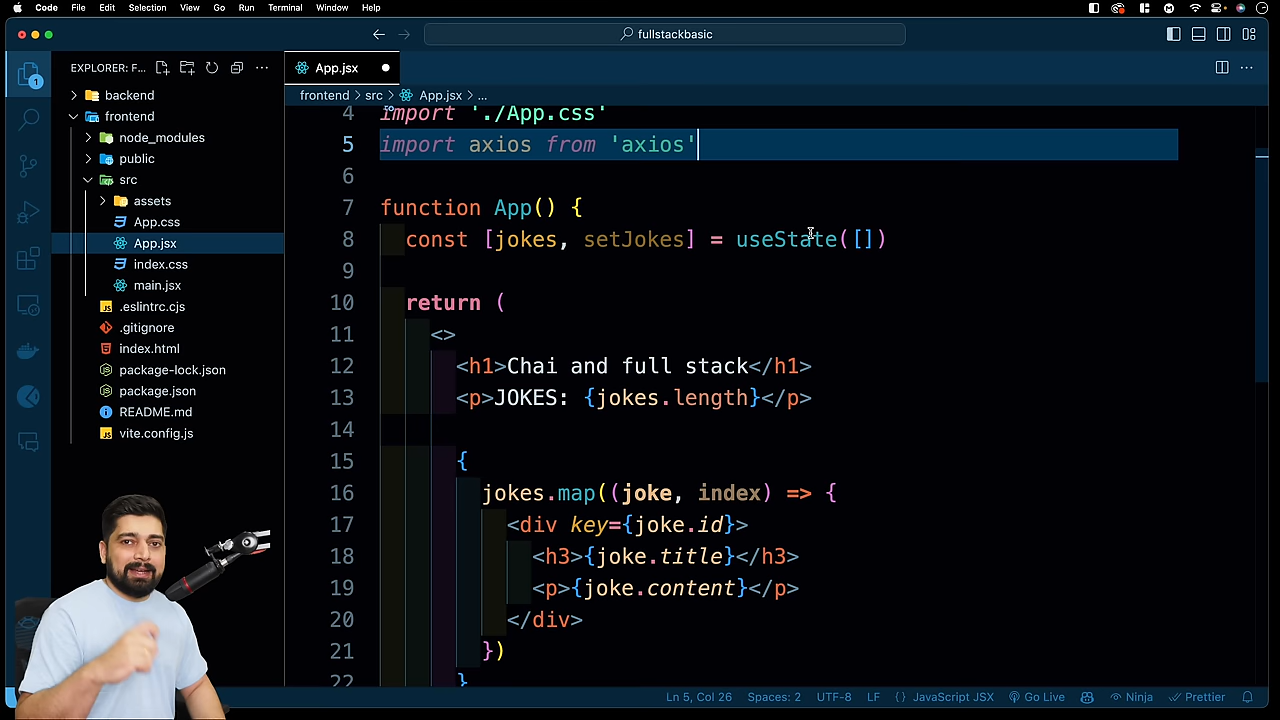 Code File Edit Selection View Go Run Terminal Window Help
fullstackbasic
EXPLORER: F...
App.jsx
backend
frontend
node_modules
public
src
assets
App.css
App.jsx
index.css
main.jsx
.eslintrc.cjs
.gitignore
index.html
package-lock.json
package.json
README.md
vite.config.js
1
frontend > src > App.jsx > ...
4 import './App.css'
5 import axios from 'axios'
6
7 function App() {
8 const [jokes, setJokes] = useState([])
9
10 return (
11 <>
12 <h1>Chai and full stack</h1>
13 <p>JOKES: {jokes.length}</p>
14
15 {
16 jokes.map((joke, index) => {
17 <div key={joke.id}>
18 <h3>{joke.title}</h3>
19 <p>{joke.content}</p>
20 </div>
21 })
22 }
Ln 5, Col 26 Spaces: 2 UTF-8 LF {} JavaScript JSX Go Live Ninja Prettier